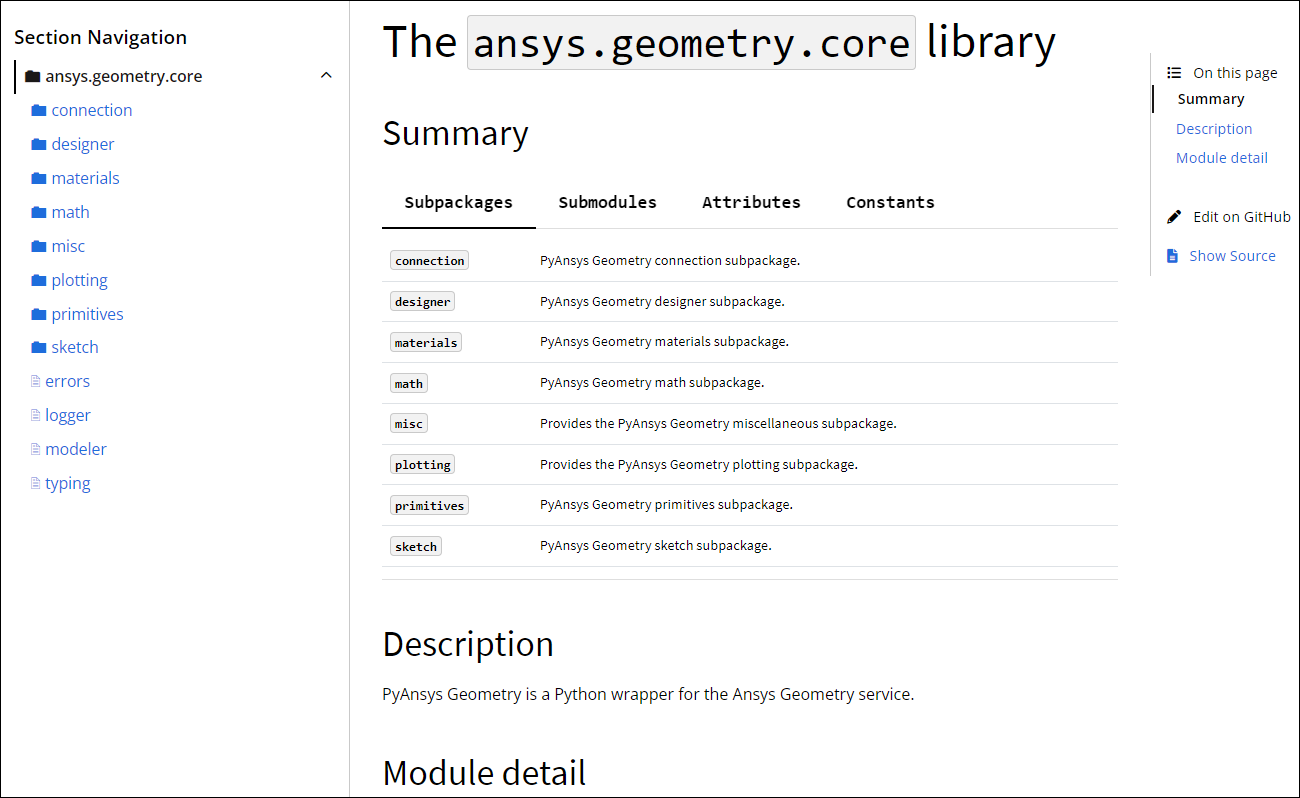 Section Navigation
ansys.geometry.core
connection
designer
materials
math
misc
plotting
primitives
sketch
errors
logger
modeler
typing
The ansys.geometry.core library
Summary
Subpackages Submodules Attributes Constants
connection PyAnsys Geometry connection subpackage.
designer PyAnsys Geometry designer subpackage.
materials PyAnsys Geometry materials subpackage.
math PyAnsys Geometry math subpackage.
misc Provides the PyAnsys Geometry miscellaneous subpackage.
plotting Provides the PyAnsys Geometry plotting subpackage.
primitives PyAnsys Geometry primitives subpackage.
sketch PyAnsys Geometry sketch subpackage.
Description
PyAnsys Geometry is a Python wrapper for the Ansys Geometry service.
Module detail
On this page
Summary
Description
Module detail
Edit on GitHub
Show Source